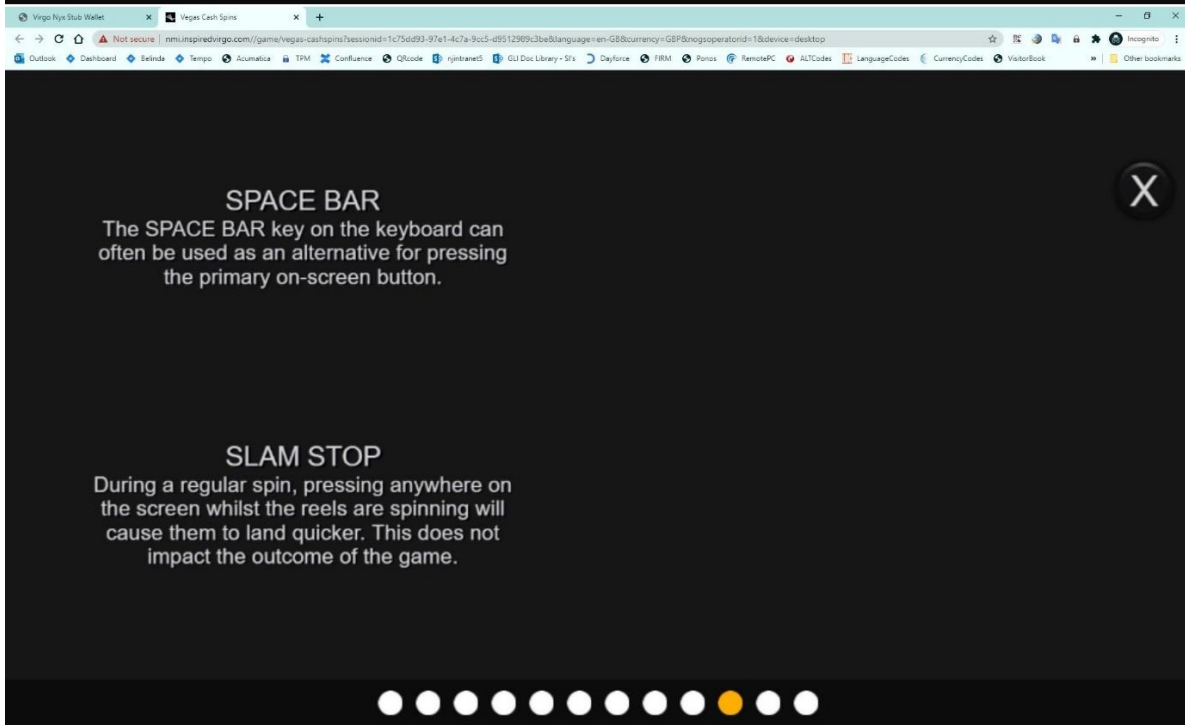 Virgo Nyx Stub Wallet
Vegas Cash Spins
Not secure | nmi.inspiredvirgo.com//game/vegas-cashspins?sessionid=1c75dd93-97e1-4c7a-9cc5-d9512989c3be&language=en-GB&currency=GBP&nogsoperatorid=1&device=desktop
Incognito
Outlook Dashboard Belinda Tempo Acumatica TPM Confluence QRcode njintranet5 GLI Doc Library - SI's Dayforce FIRM Ponos RemotePC ALTCodes LanguageCodes CurrencyCodes VisitorBook » Other bookmarks
X
SPACE BAR
The SPACE BAR key on the keyboard can
often be used as an alternative for pressing
the primary on-screen button.
SLAM STOP
During a regular spin, pressing anywhere on
the screen whilst the reels are spinning will
cause them to land quicker. This does not
impact the outcome of the game.